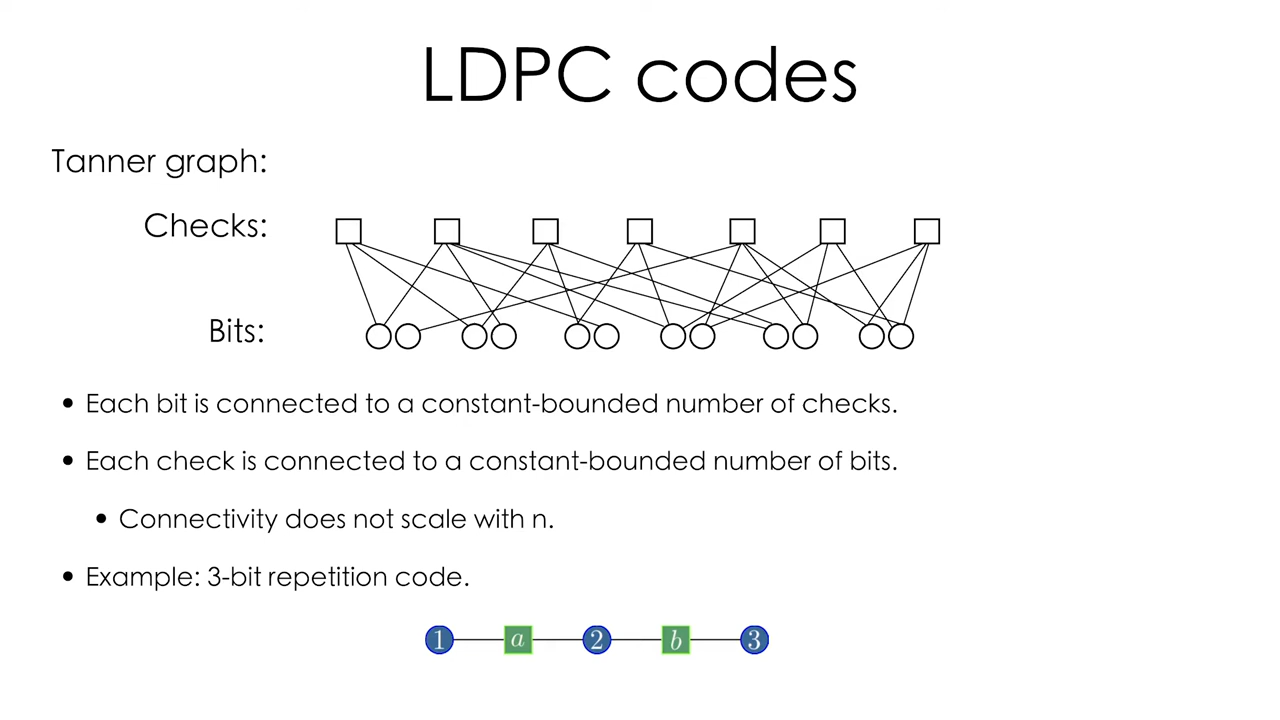 LDPC codes
Tanner graph:
Checks:
Bits:
• Each bit is connected to a constant-bounded number of checks.
• Each check is connected to a constant-bounded number of bits.
• Connectivity does not scale with n.
• Example: 3-bit repetition code.
1 a 2 b 3